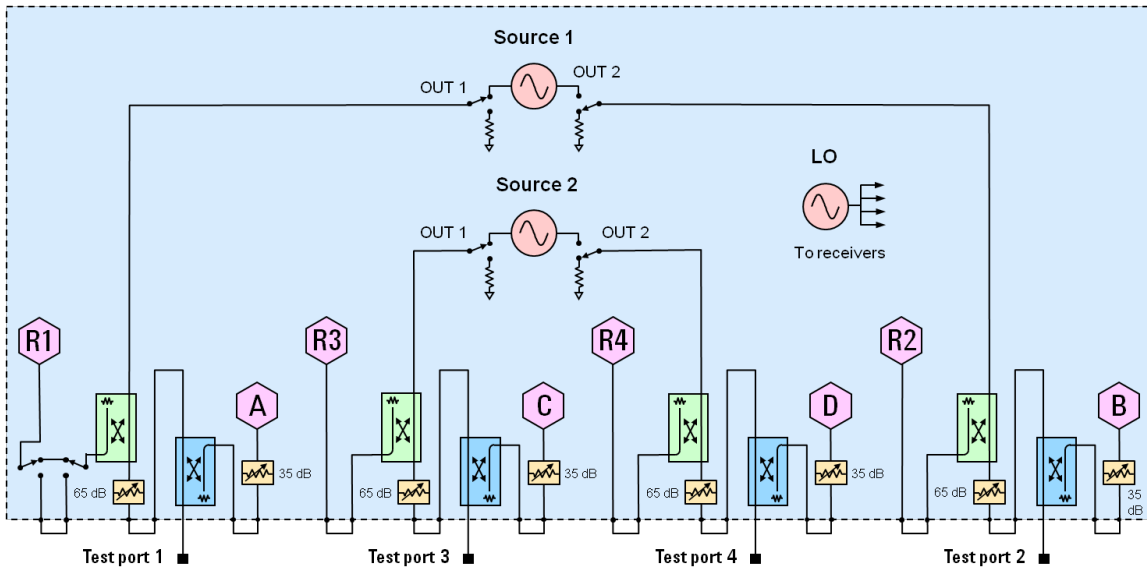 Source 1
OUT 1
OUT 2
LO
To receivers
Source 2
OUT 1
OUT 2
R1
R3
R4
R2
A
C
D
B
35 dB
35 dB
35 dB
35 dB
65 dB
65 dB
65 dB
65 dB
Test port 1
Test port 3
Test port 4
Test port 2